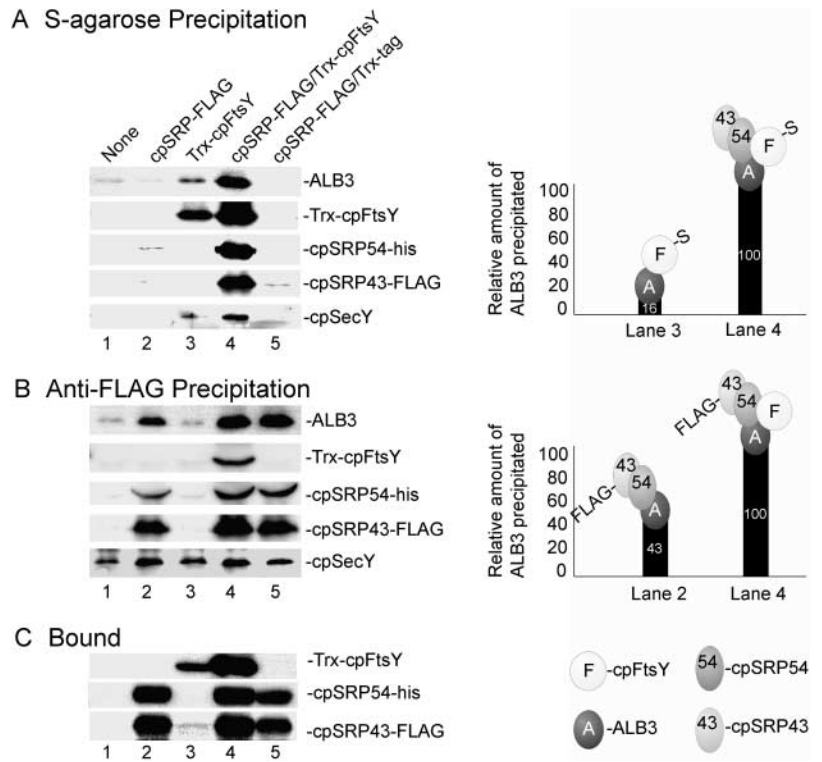 A S-agarose Precipitation
None
cpSRP-FLAG
Trx-cpFtsY
cpSRP-FLAG/Trx-cpFtsY
cpSRP-FLAG/Trx-tag
-ALB3
-Trx-cpFtsY
-cpSRP54-his
-cpSRP43-FLAG
-cpSecY
1 2 3 4 5
Relative amount of
ALB3 precipitated
100
80
60
40
20
0
F -S
A
16
43
54
F -S
A
100
Lane 3 Lane 4
B Anti-FLAG Precipitation
-ALB3
-Trx-cpFtsY
-cpSRP54-his
-cpSRP43-FLAG
-cpSecY
1 2 3 4 5
Relative amount of
ALB3 precipitated
100
80
60
40
20
0
43
FLAG- 54
A
43
43
FLAG- 54
F
A
100
Lane 2 Lane 4
C Bound
-Trx-cpFtsY
-cpSRP54-his
-cpSRP43-FLAG
1 2 3 4 5
F -cpFtsY 54 -cpSRP54
A -ALB3 43 -cpSRP43